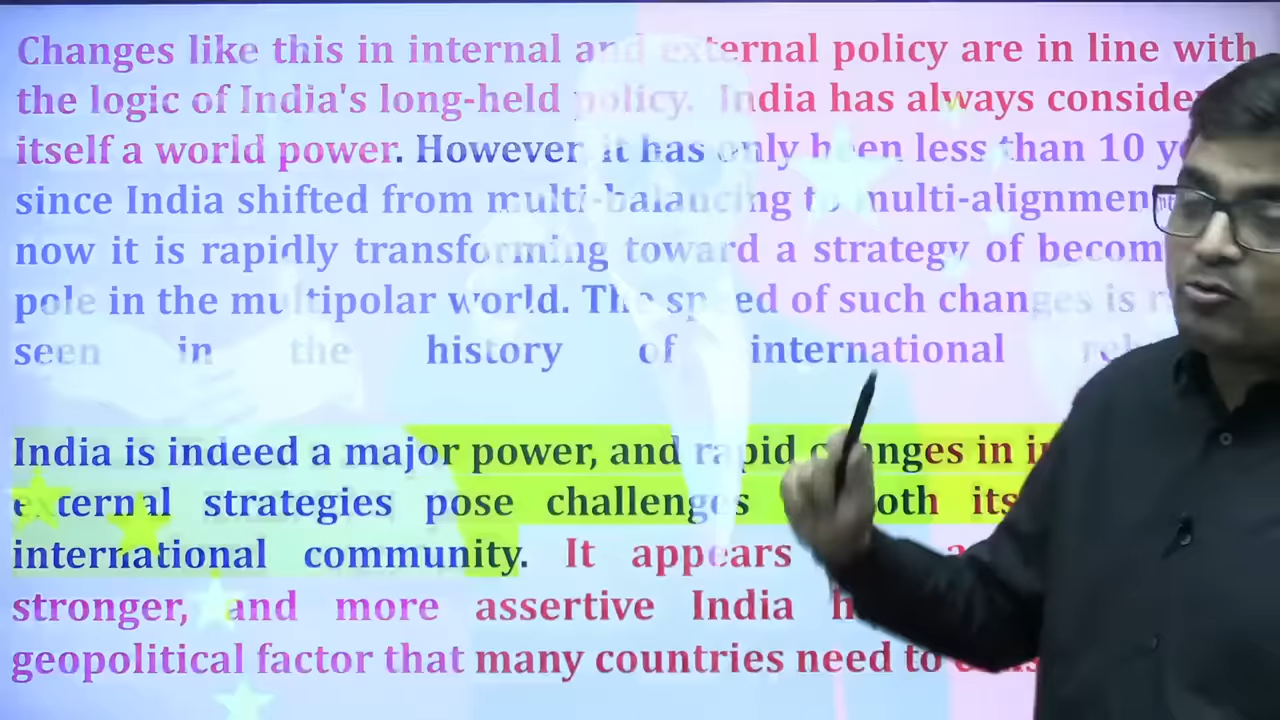 Changes like this in internal and external policy are in line with
the logic of India's long-held policy. India has always
itself a world power. However, it has only been less than 10
since India shifted from multi-balancing to multi-alignment
now it is rapidly transforming toward a strategy of
pole in the multipolar world. The speed of such changes is
seen in the history of international
India is indeed a major power, and rapid changes in
external strategies pose challenges both its
international community. It appears
stronger, and more assertive India
geopolitical factor that many countries need to